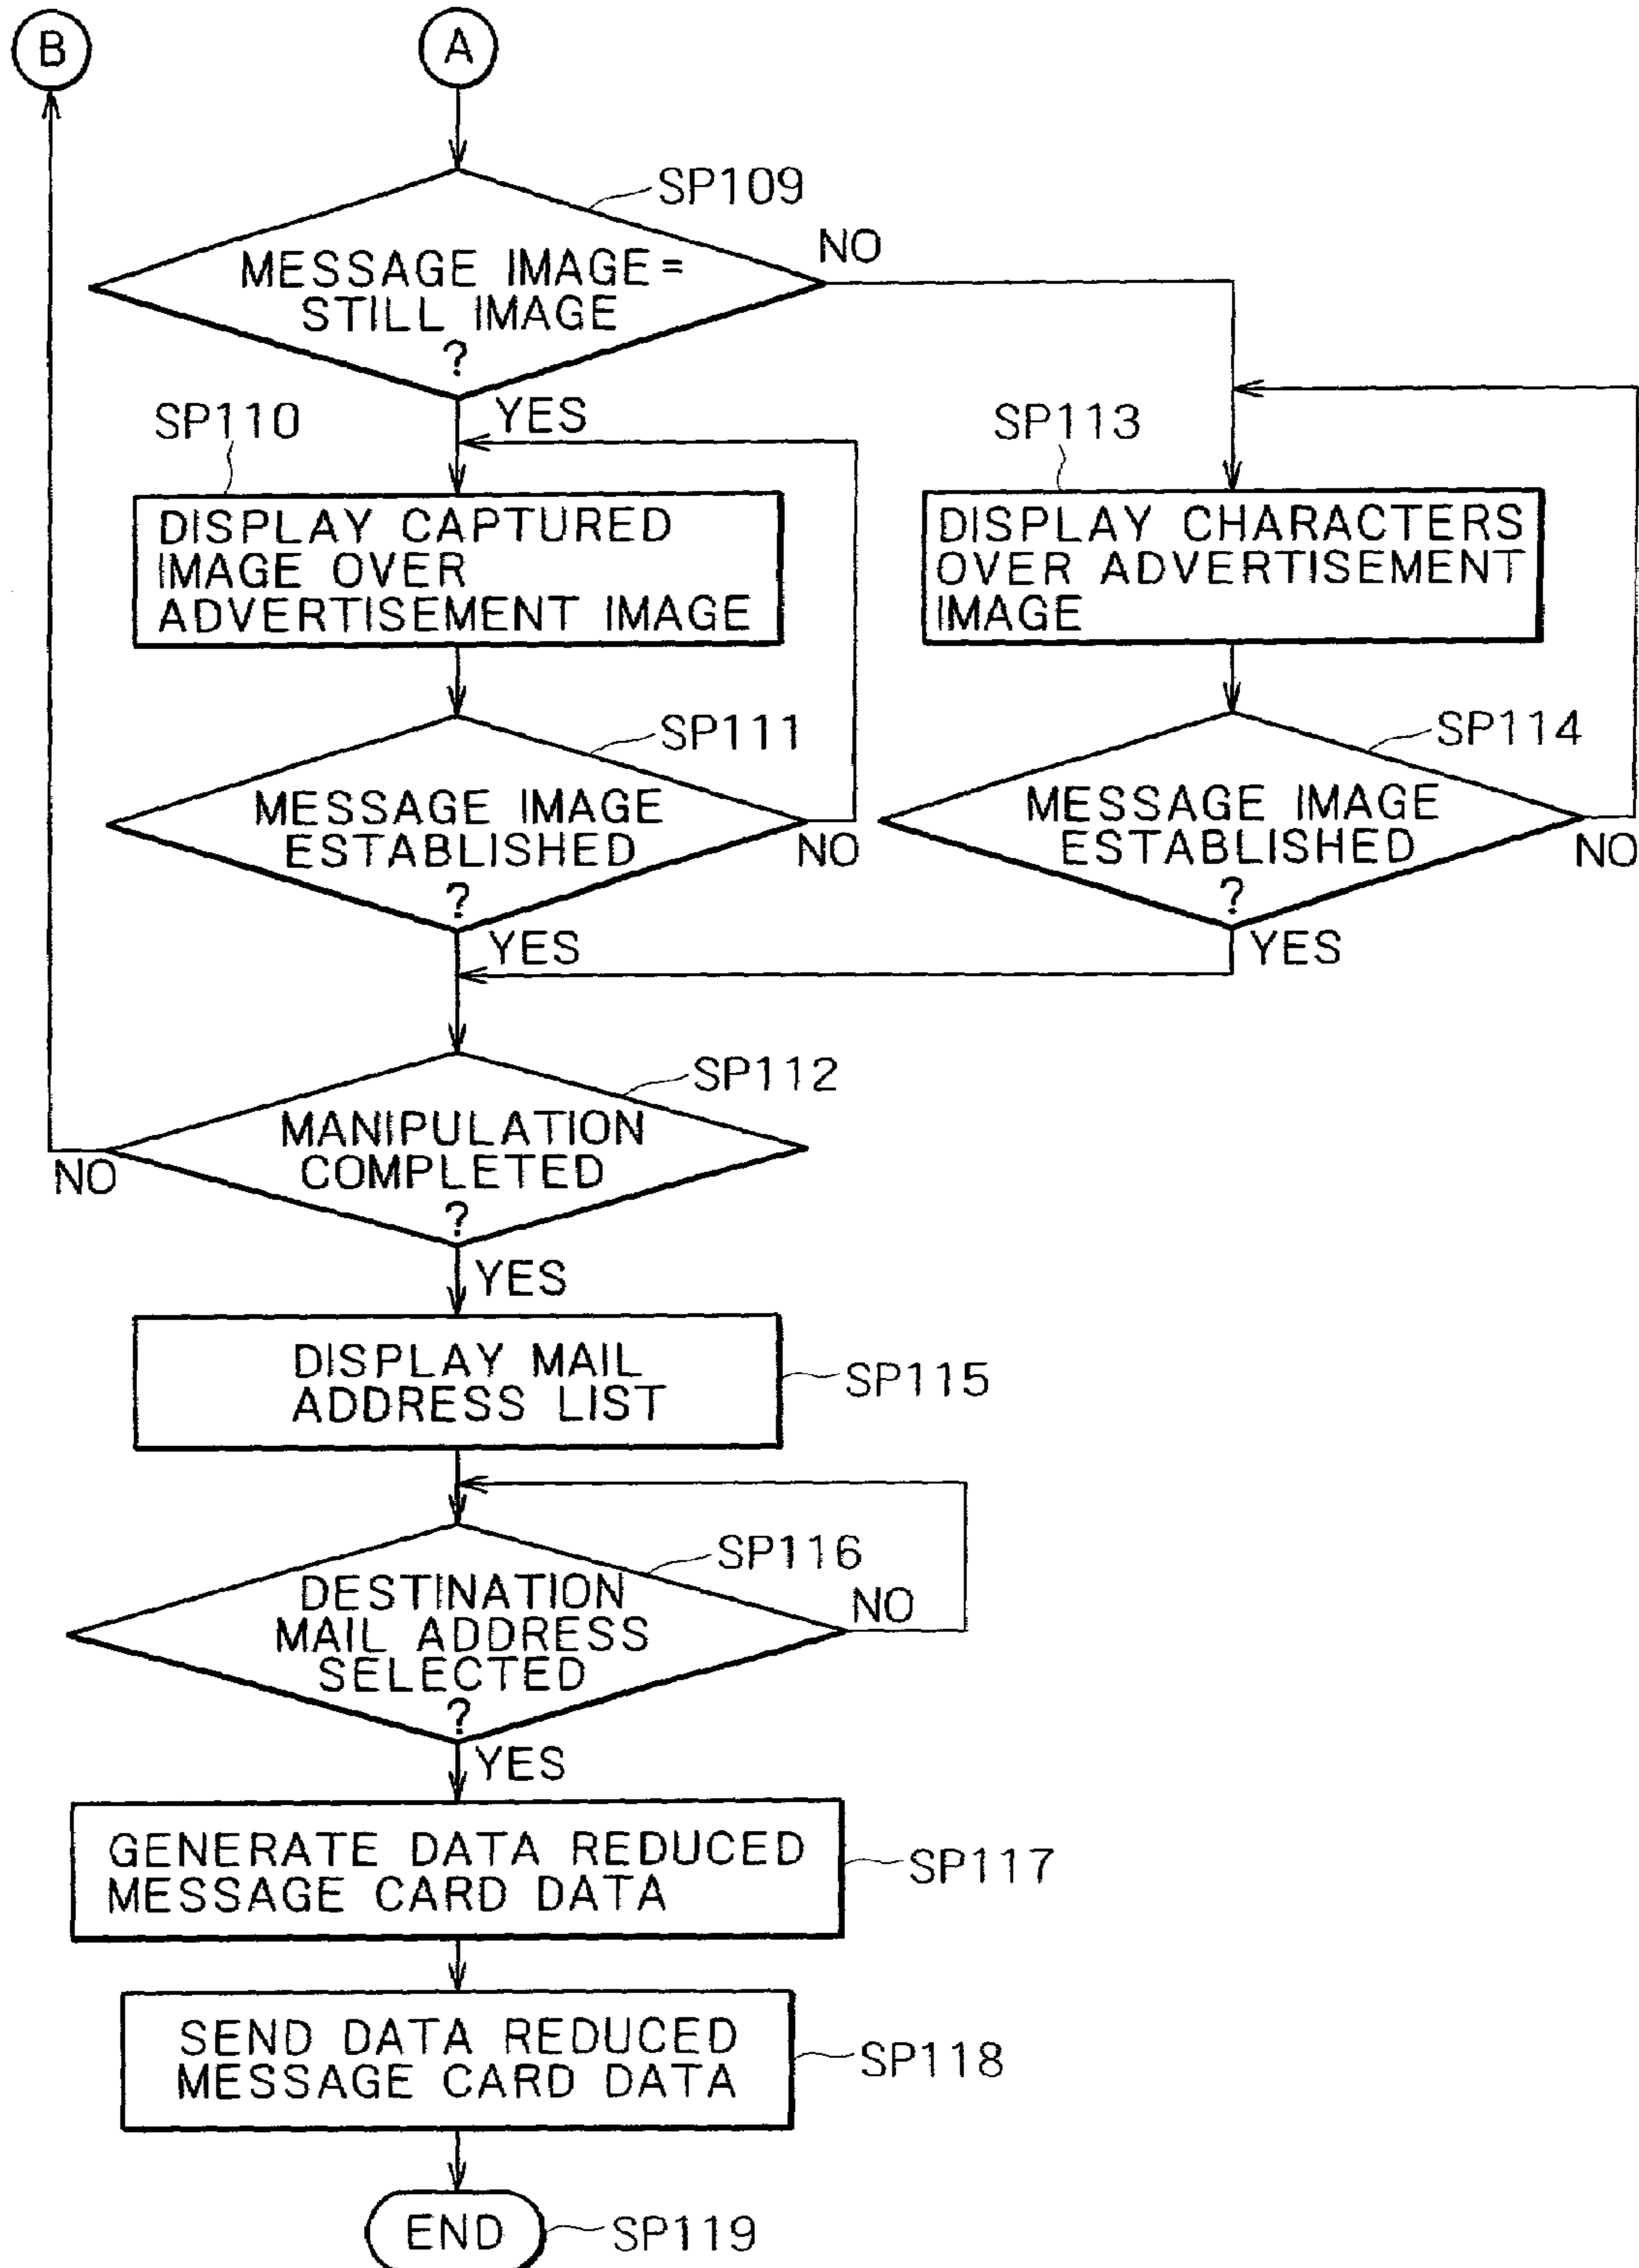 B
A
SP109
MESSAGE IMAGE=
STILL IMAGE
?
NO
YES
SP110
DISPLAY CAPTURED
IMAGE OVER
ADVERTISEMENT IMAGE
SP113
DISPLAY CHARACTERS
OVER ADVERTISEMENT
IMAGE
SP111
MESSAGE IMAGE
ESTABLISHED
?
NO
YES
SP114
MESSAGE IMAGE
ESTABLISHED
?
NO
YES
SP112
MANIPULATION
COMPLETED
?
NO
YES
DISPLAY MAIL
ADDRESS LIST
SP115
SP116
DESTINATION
MAIL ADDRESS
SELECTED
?
NO
YES
GENERATE DATA REDUCED
MESSAGE CARD DATA
SP117
SEND DATA REDUCED
MESSAGE CARD DATA
SP118
END
SP119